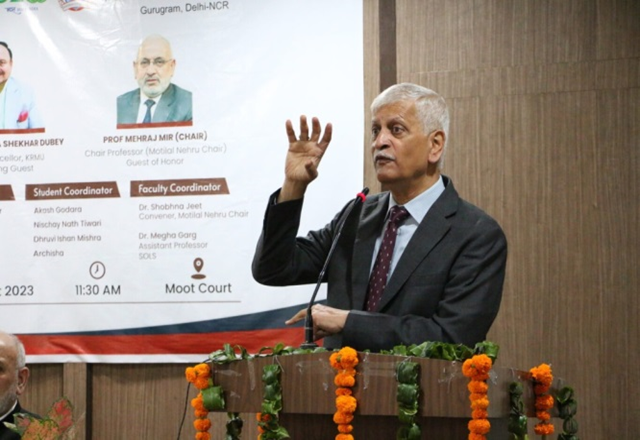 Gurugram, Delhi-NCR
SHEKHAR DUBEY
cellor, KRMU
Guest
PROF MEHRAJ MIR (CHAIR)
Chair Professor (Motilal Nehru Chair)
Guest of Honor
Student Coordinator
Akash Godara
Nischay Nath Tiwari
Dhruvi Ishan Mishra
Archisha
Faculty Coordinator
Dr. Shobhna Jeet
Convener, Motilal Nehru Chair
Dr. Megha Garg
Assistant Professor
SOLS
2023
11:30 AM
Moot Court